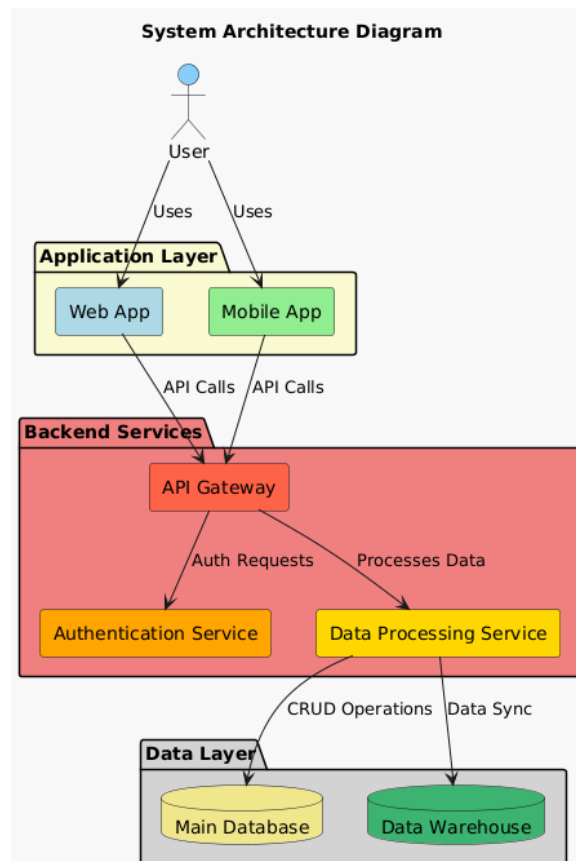 System Architecture Diagram
User
Uses
Uses
Application Layer
Web App
Mobile App
API Calls
API Calls
Backend Services
API Gateway
Auth Requests
Processes Data
Authentication Service
Data Processing Service
CRUD Operations
Data Sync
Data Layer
Main Database
Data Warehouse